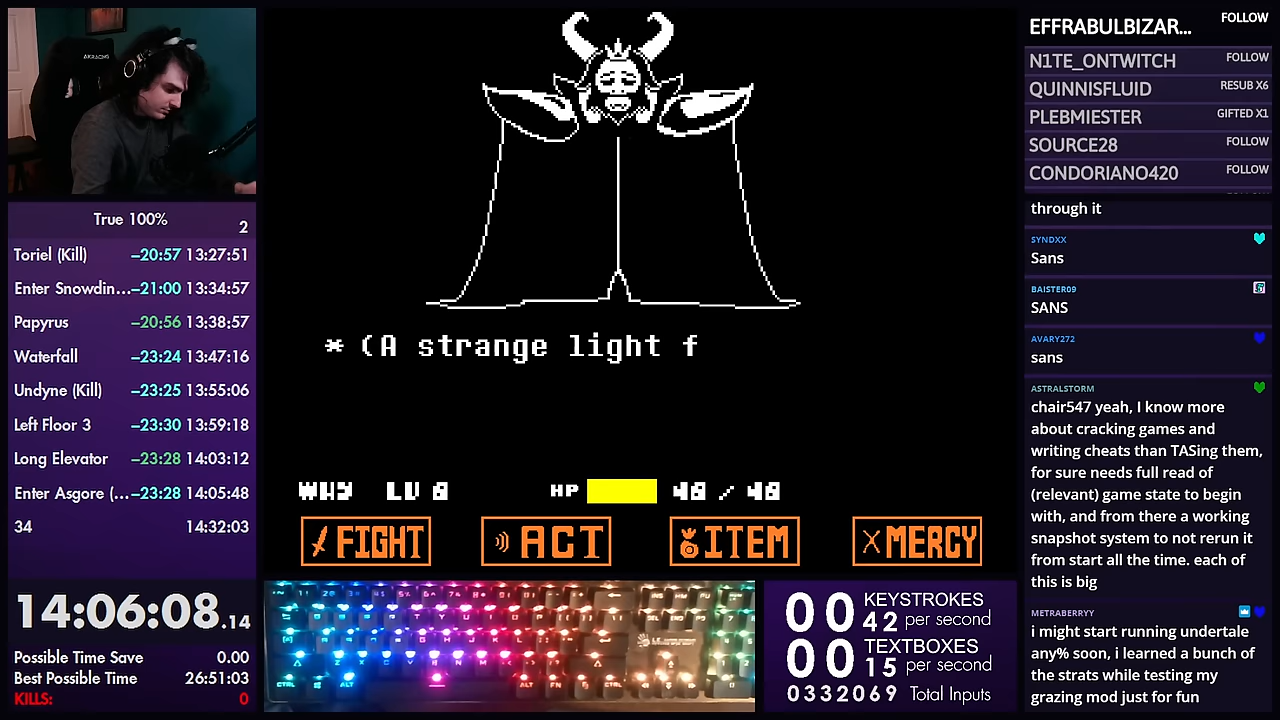 AKRACING
True 100%
2
Toriel (Kill) −20:57 13:27:51
Enter Snowdin... −21:00 13:34:57
Papyrus −20:56 13:38:57
Waterfall −23:24 13:47:16
Undyne (Kill) −23:25 13:55:06
Left Floor 3 −23:30 13:59:18
Long Elevator −23:28 14:03:12
Enter Asgore (... −23:28 14:05:48
34 14:32:03
14:06:08.14
Possible Time Save 0.00
Best Possible Time 26:51:03
KILLS: 0
* (A strange light f
WHY LV 8 HP 48 / 48
FIGHT ACT ITEM MERCY
00.42 KEYSTROKES per second
00.15 TEXTBOXES per second
0332069 Total Inputs
EFFRABULBIZAR... FOLLOW
N1TE_ONTWITCH FOLLOW
QUINNISFLUID RESUB X6
PLEBMIESTER GIFTED X1
SOURCE28 FOLLOW
CONDORIANO420 FOLLOW
through it
SYNDXX
Sans
BAISTER09
SANS
AVARY272
sans
ASTRALSTORM
chair547 yeah, I know more
about cracking games and
writing cheats than TASing them,
for sure needs full read of
(relevant) game state to begin
with, and from there a working
snapshot system to not rerun it
from start all the time. each of
this is big
METRABERRYY
i might start running undertale
any% soon, i learned a bunch of
the strats while testing my
grazing mod just for fun